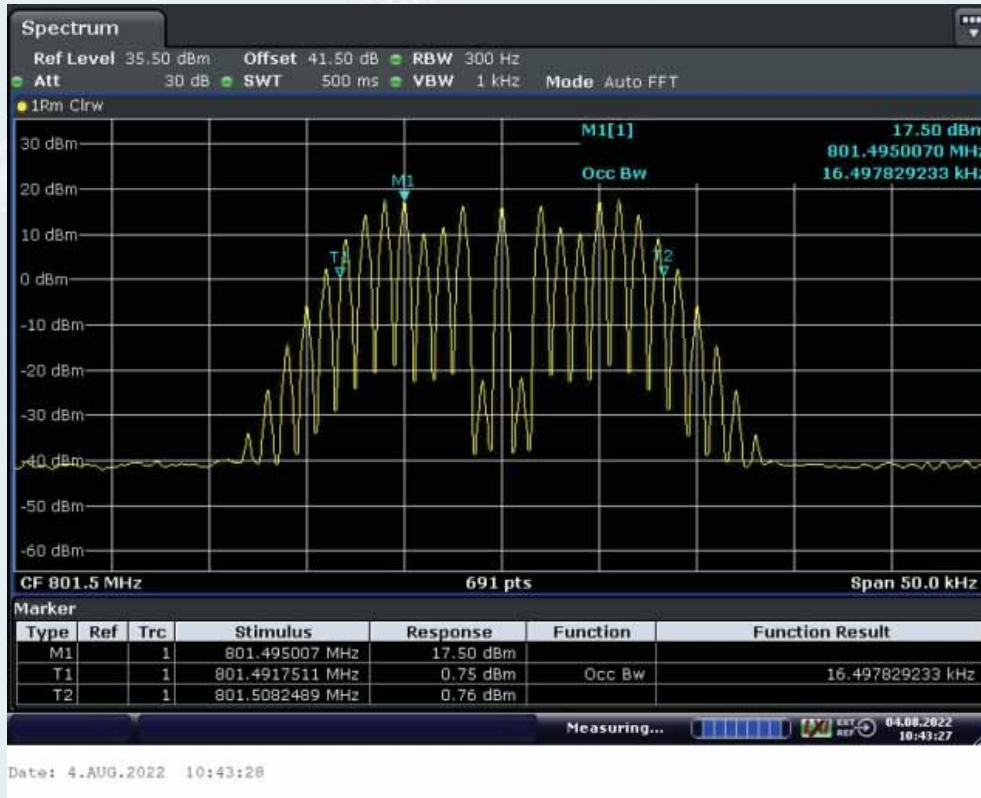 Spectrum
Ref Level 35.50 dBm Offset 41.50 dB RBW 300 Hz
Att 30 dB SWT 500 ms VBW 1 kHz Mode Auto FFT
1Rm Clrw
M1[1] 17.50 dBm
801.4950070 MHz
Occ Bw 16.497829233 kHz
30 dBm
20 dBm
M1
10 dBm
T1 T2
0 dBm
-10 dBm
-20 dBm
-30 dBm
-40 dBm
-50 dBm
-60 dBm
CF 801.5 MHz 691 pts Span 50.0 kHz
Marker
Type Ref Trc Stimulus Response Function Function Result
M1 1 801.495007 MHz 17.50 dBm
T1 1 801.4917511 MHz 0.75 dBm Occ Bw 16.497829233 kHz
T2 1 801.5082489 MHz 0.76 dBm
Measuring... LXI EXT REF 04.08.2022
10:43:27
Date: 4.AUG.2022 10:43:28